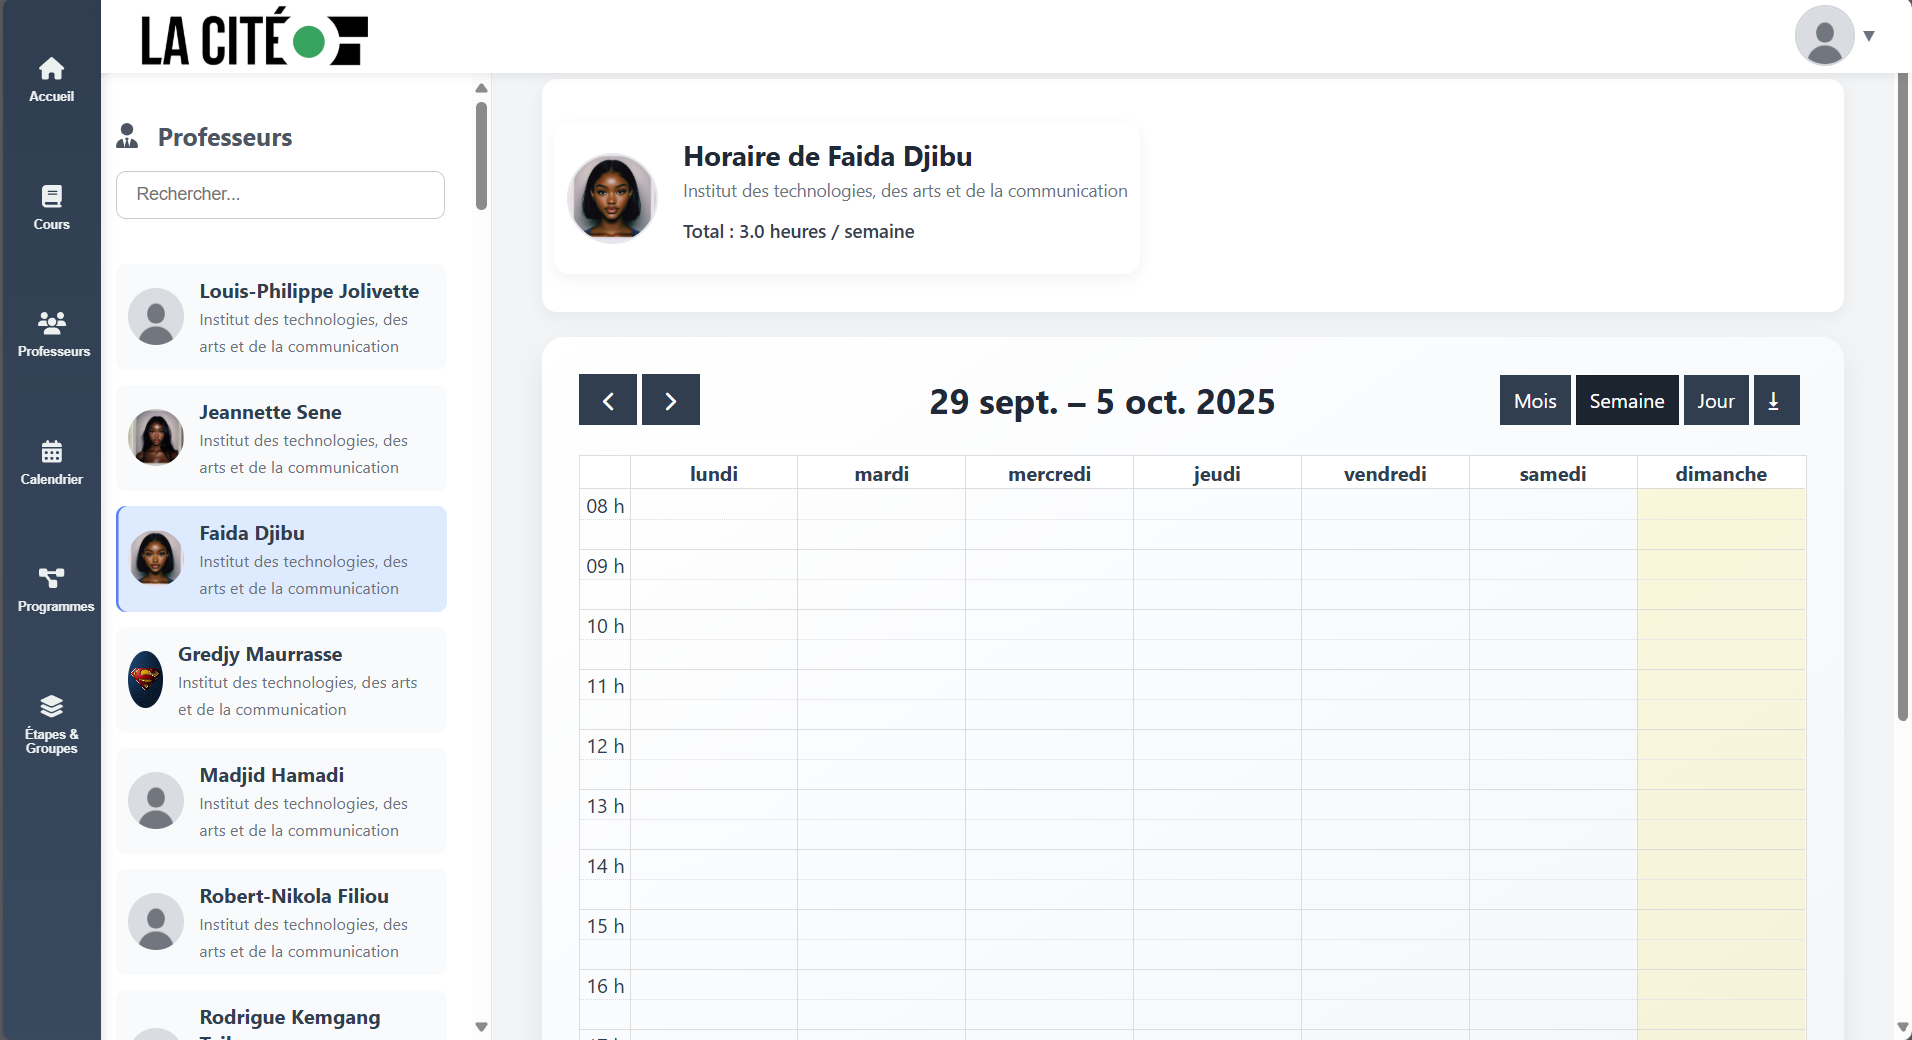 LA CITÉ
Accueil
Cours
Professeurs
Calendrier
Programmes
Étapes &
Groupes
Professeurs
Rechercher...
Louis-Philippe Jolivette
Institut des technologies, des
arts et de la communication
Jeannette Sene
Institut des technologies, des
arts et de la communication
Faida Djibu
Institut des technologies, des
arts et de la communication
Gredjy Maurrasse
Institut des technologies, des arts
et de la communication
Madjid Hamadi
Institut des technologies, des
arts et de la communication
Robert-Nikola Filiou
Institut des technologies, des
arts et de la communication
Rodrigue Kemgang
Horaire de Faida Djibu
Institut des technologies, des arts et de la communication
Total : 3.0 heures / semaine
29 sept. – 5 oct. 2025
Mois Semaine Jour
lundi mardi mercredi jeudi vendredi samedi dimanche
08 h
09 h
10 h
11 h
12 h
13 h
14 h
15 h
16 h